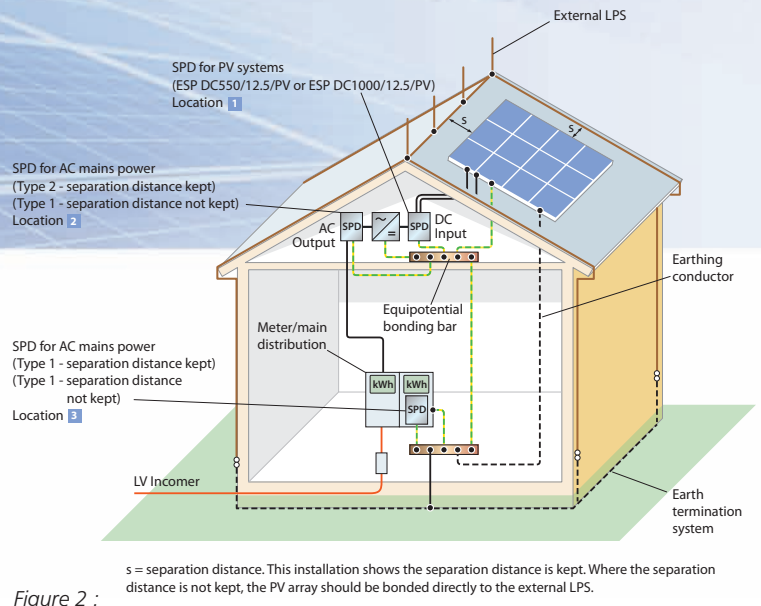 External LPS
SPD for PV systems
(ESP DC550/12.5/PV or ESP DC1000/12.5/PV)
Location 1
s
s
SPD for AC mains power
(Type 2 - separation distance kept)
(Type 1 - separation distance not kept)
Location 2
AC
Output
SPD
SPD
DC
Input
Earthing
conductor
Equipotential
bonding bar
Meter/main
distribution
SPD for AC mains power
(Type 1 - separation distance kept)
(Type 1 - separation distance
not kept)
Location 3
kWh
kWh
SPD
LV Incomer
Earth
termination
system
s = separation distance. This installation shows the separation distance is kept. Where the separation
distance is not kept, the PV array should be bonded directly to the external LPS.
Figure 2 :